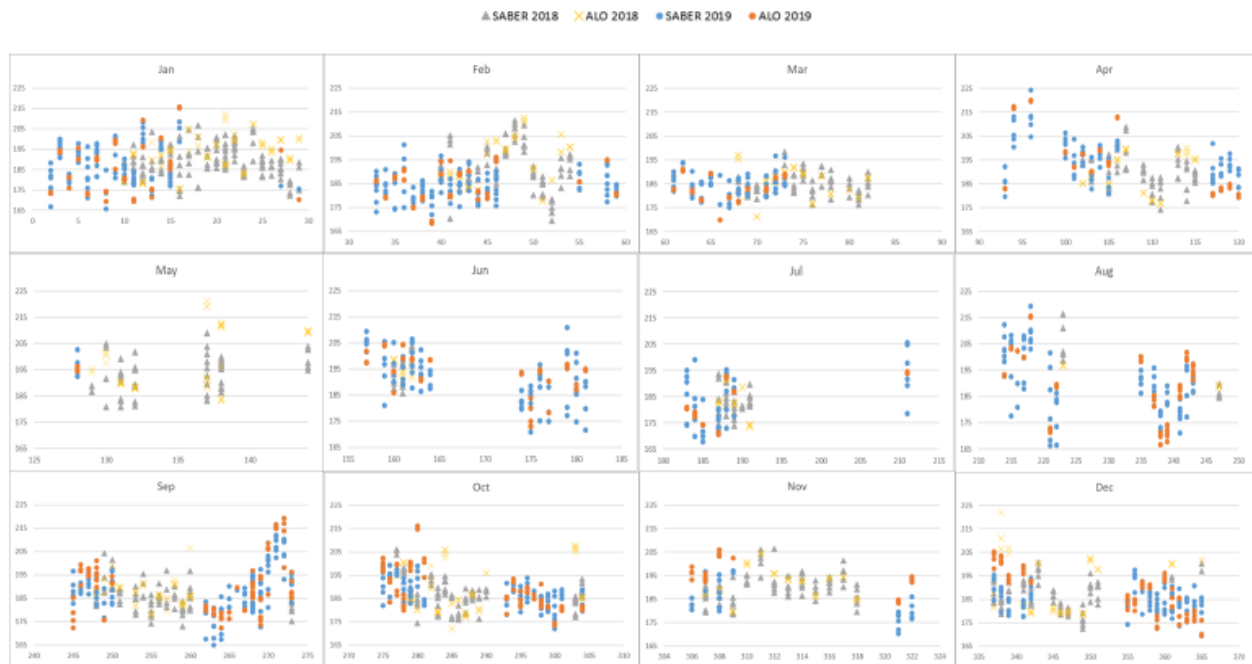 SABER 2018 ALO 2018 SABER 2019 ALO 2019
Jan Feb Mar Apr
225 225 225 225
215 215 215 215
205 205 205 205
195 195 195 195
185 185 185 185
175 175 175 175
165 165 165 165
0 5 10 15 20 25 30 30 35 40 45 50 55 60 60 65 70 75 80 85 90 90 95 100 105 110 115 120
May Jun Jul Aug
225 225 225 225
215 215 215 215
205 205 205 205
195 195 195 195
185 185 185 185
175 175 175 175
165 165 165 165
125 135 145 155 160 165 170 175 180 185 180 185 190 195 200 205 210 215 210 215 220 225 230 235 240 245 250
Sep Oct Nov Dec
225 225 225 225
215 215 215 215
205 205 205 205
195 195 195 195
185 185 185 185
175 175 175 175
165 165 165 165
240 245 250 255 260 265 270 275 270 275 280 285 290 295 300 305 310 304 306 308 310 312 314 316 318 320 322 324 335 340 345 350 355 360 365 370